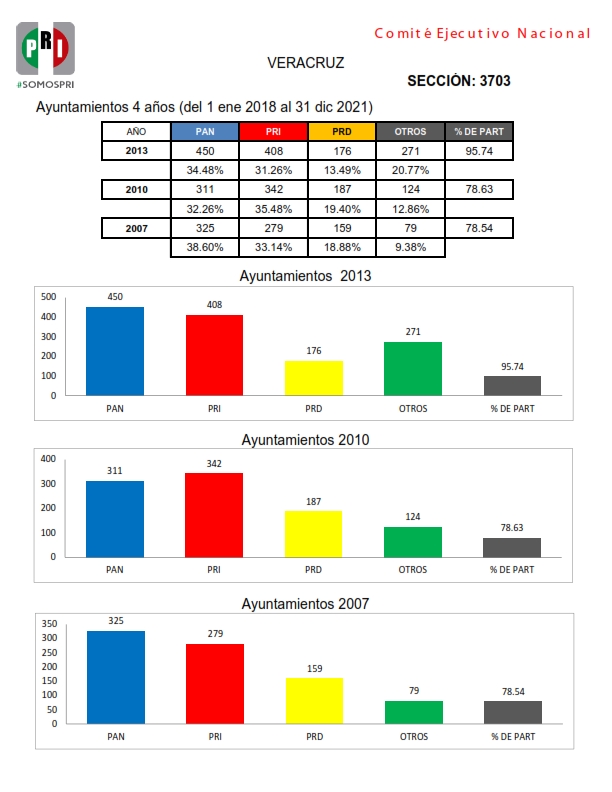 Comité Ejecutivo Nacional
PRI
#SOMOSPRI
VERACRUZ
SECCIÓN: 3703
Ayuntamientos 4 años (del 1 ene 2018 al 31 dic 2021)
AÑO PAN PRI PRD OTROS % DE PART
2013 450 408 176 271 95.74
34.48% 31.26% 13.49% 20.77%
2010 311 342 187 124 78.63
32.26% 35.48% 19.40% 12.86%
2007 325 279 159 79 78.54
38.60% 33.14% 18.88% 9.38%
Ayuntamientos 2013
500
400
300
200
100
0
450
408
176
271
95.74
PAN PRI PRD OTROS % DE PART
Ayuntamientos 2010
400
300
200
100
0
311
342
187
124
78.63
PAN PRI PRD OTROS % DE PART
Ayuntamientos 2007
350
300
250
200
150
100
50
0
325
279
159
79
78.54
PAN PRI PRD OTROS % DE PART